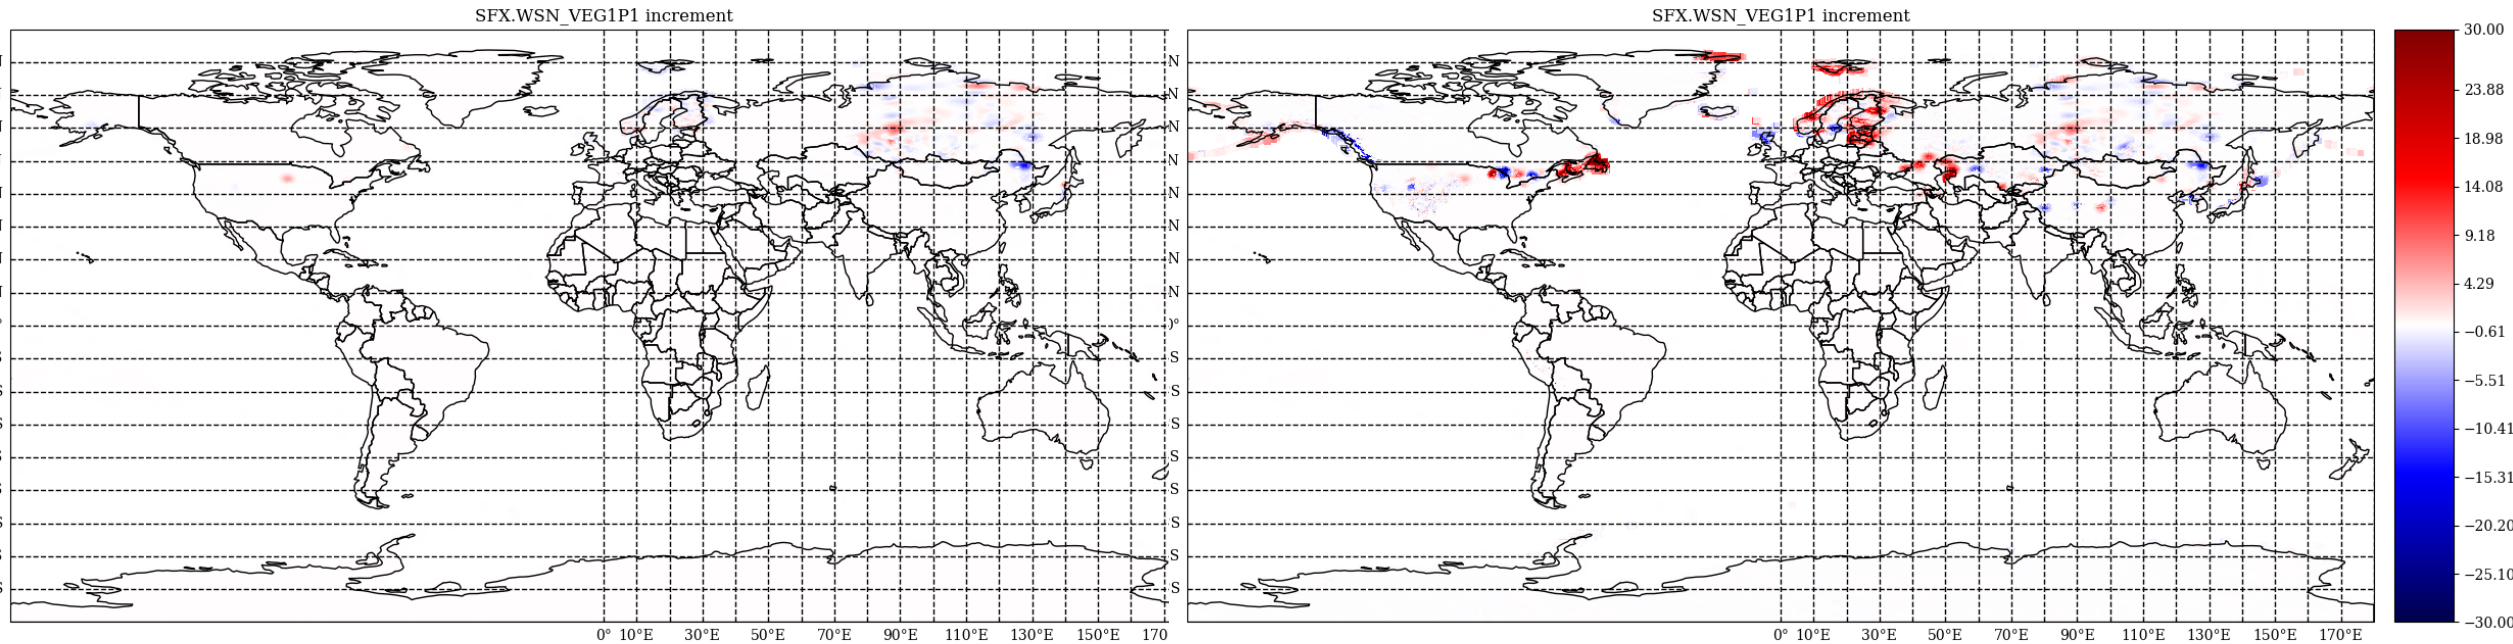 SFX.WSN_VEG1P1 increment
SFX.WSN_VEG1P1 increment
N
N
N
N
N
N
N
N
0°
S
S
S
S
S
S
S
S
0° 10°E 30°E 50°E 70°E 90°E 110°E 130°E 150°E 170
0° 10°E 30°E 50°E 70°E 90°E 110°E 130°E 150°E 170°E
30.00
23.88
18.98
14.08
9.18
4.29
−0.61
−5.51
−10.41
−15.31
−20.20
−25.10
−30.00